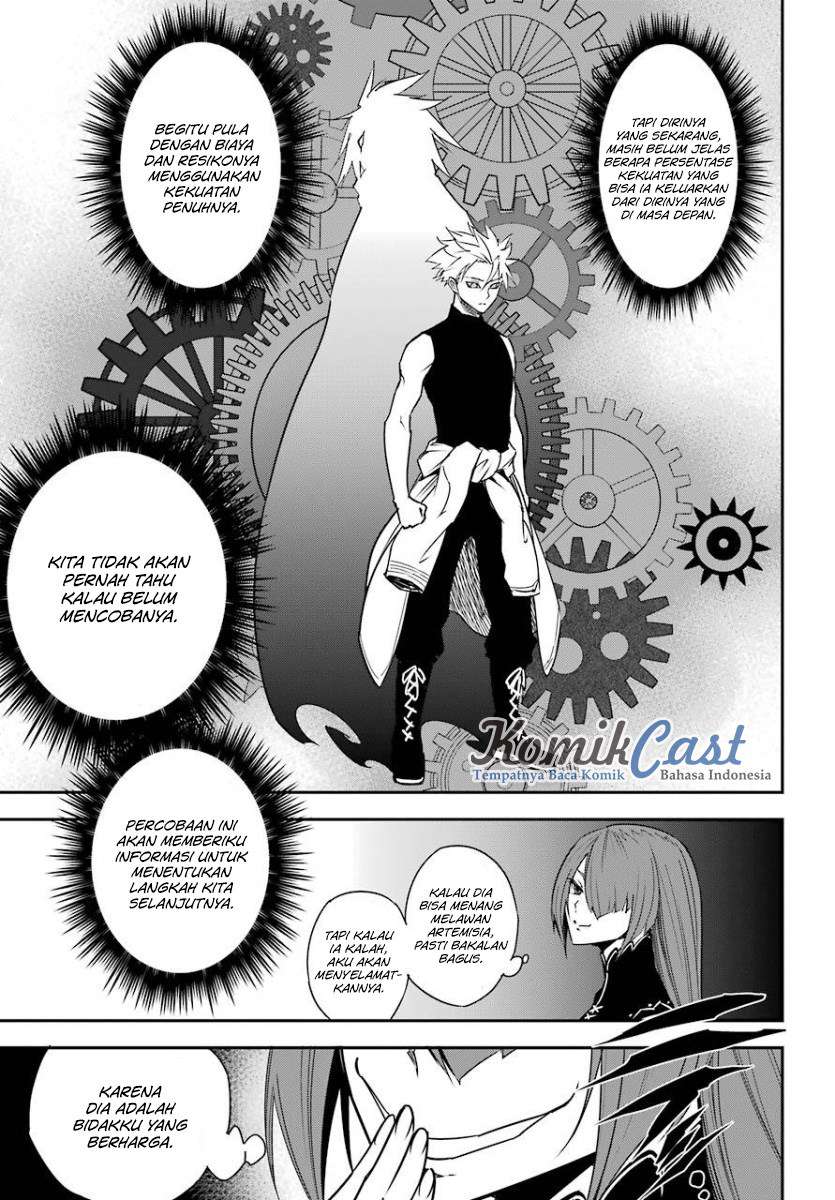 TAPI DIRINYA
YANG SEKARANG,
MASIH BELUM JELAS
BERAPA PERSENTASE
KEKUATAN YANG
BISA IA KELUARKAN
DARI DIRINYA YANG
DI MASA DEPAN.
BEGITU PULA
DENGAN BIAYA
DAN RESIKONYA
MENGGUNAKAN
KEKUATAN
PENUHNYA.
KITA TIDAK AKAN
PERNAH TAHU
KALAU BELUM
MENCOBANYA.
KomikCast
Tempatnya Baca Komik Bahasa Indonesia
PERCOBAAN INI
AKAN MEMBERIKU
INFORMASI UNTUK
MENENTUKAN
LANGKAH KITA
SELANJUTNYA.
KALAU DIA
BISA MENANG
MELAWAN
ARTEMISIA,
PASTI BAKALAN
BAGUS.
TAPI KALAU
IA KALAH,
AKU AKAN
MENYELAMAT-
KANNYA.
KARENA
DIA ADALAH
BIDAKKU YANG
BERHARGA.